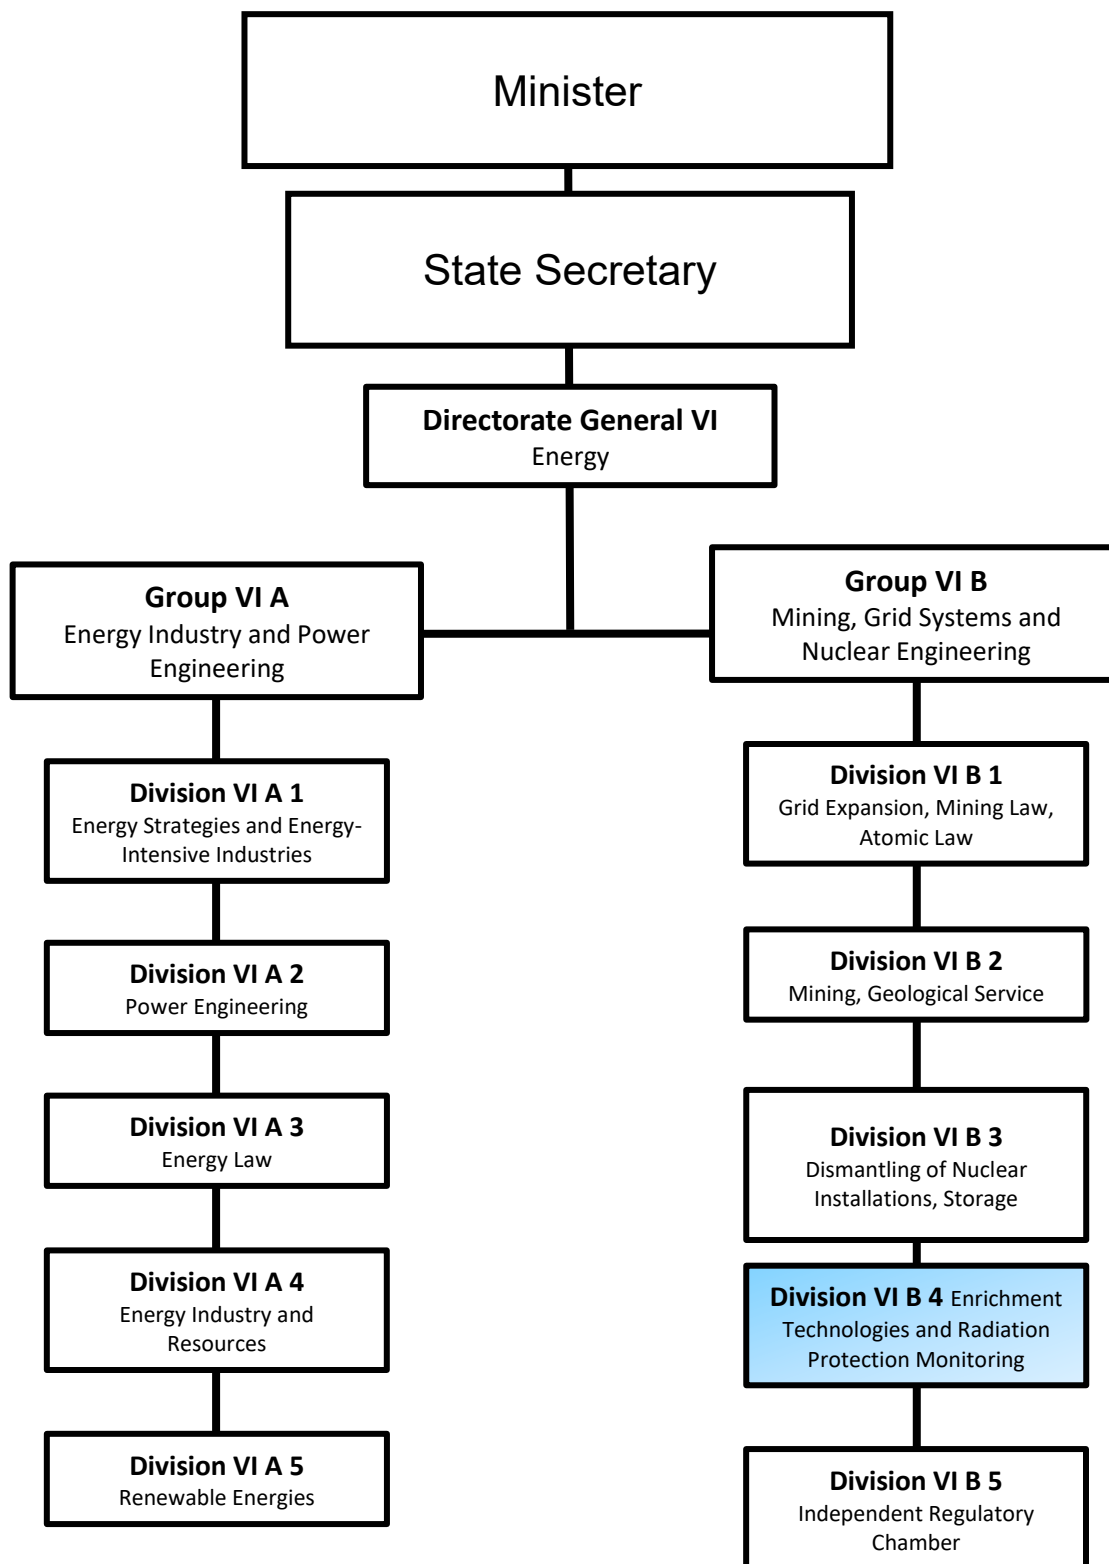 Minister
State Secretary
Directorate General VI
Energy
Group VI A
Energy Industry and Power
Engineering
Group VI B
Mining, Grid Systems and
Nuclear Engineering
Division VI A 1
Energy Strategies and Energy-
Intensive Industries
Division VI A 2
Power Engineering
Division VI A 3
Energy Law
Division VI A 4
Energy Industry and
Resources
Division VI A 5
Renewable Energies
Division VI B 1
Grid Expansion, Mining Law,
Atomic Law
Division VI B 2
Mining, Geological Service
Division VI B 3
Dismantling of Nuclear
Installations, Storage
Division VI B 4 Enrichment
Technologies and Radiation
Protection Monitoring
Division VI B 5
Independent Regulatory
Chamber